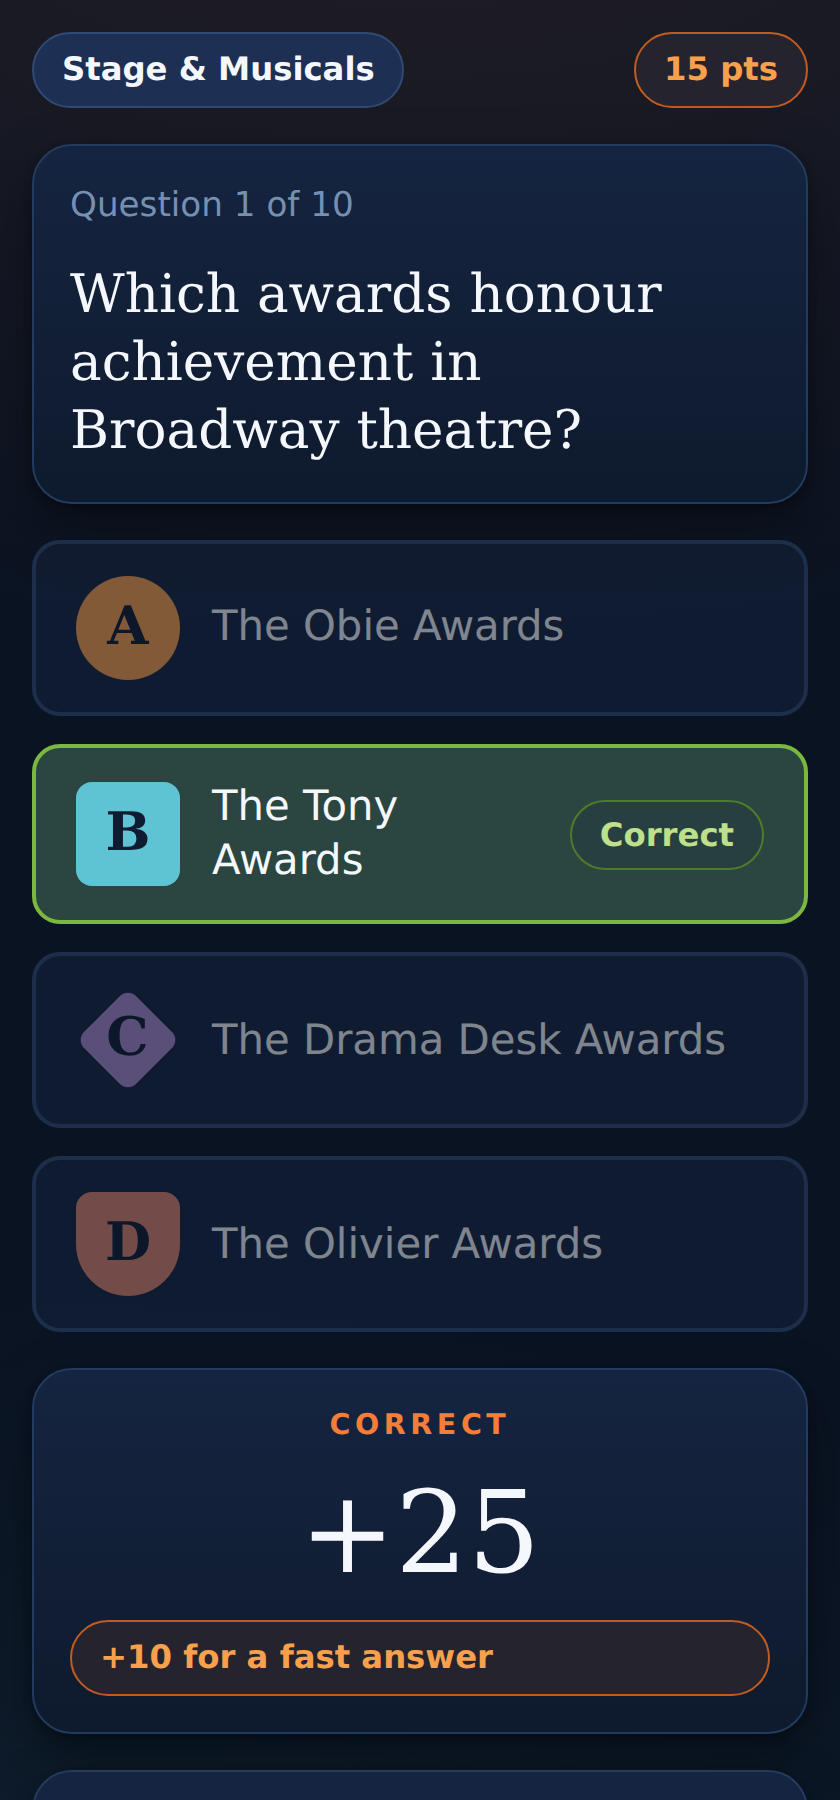 Stage & Musicals
15 pts
Question 1 of 10
Which awards honour
achievement in
Broadway theatre?
A
The Obie Awards
B
The Tony
Awards
Correct
C
The Drama Desk Awards
D
The Olivier Awards
CORRECT
+25
+10 for a fast answer